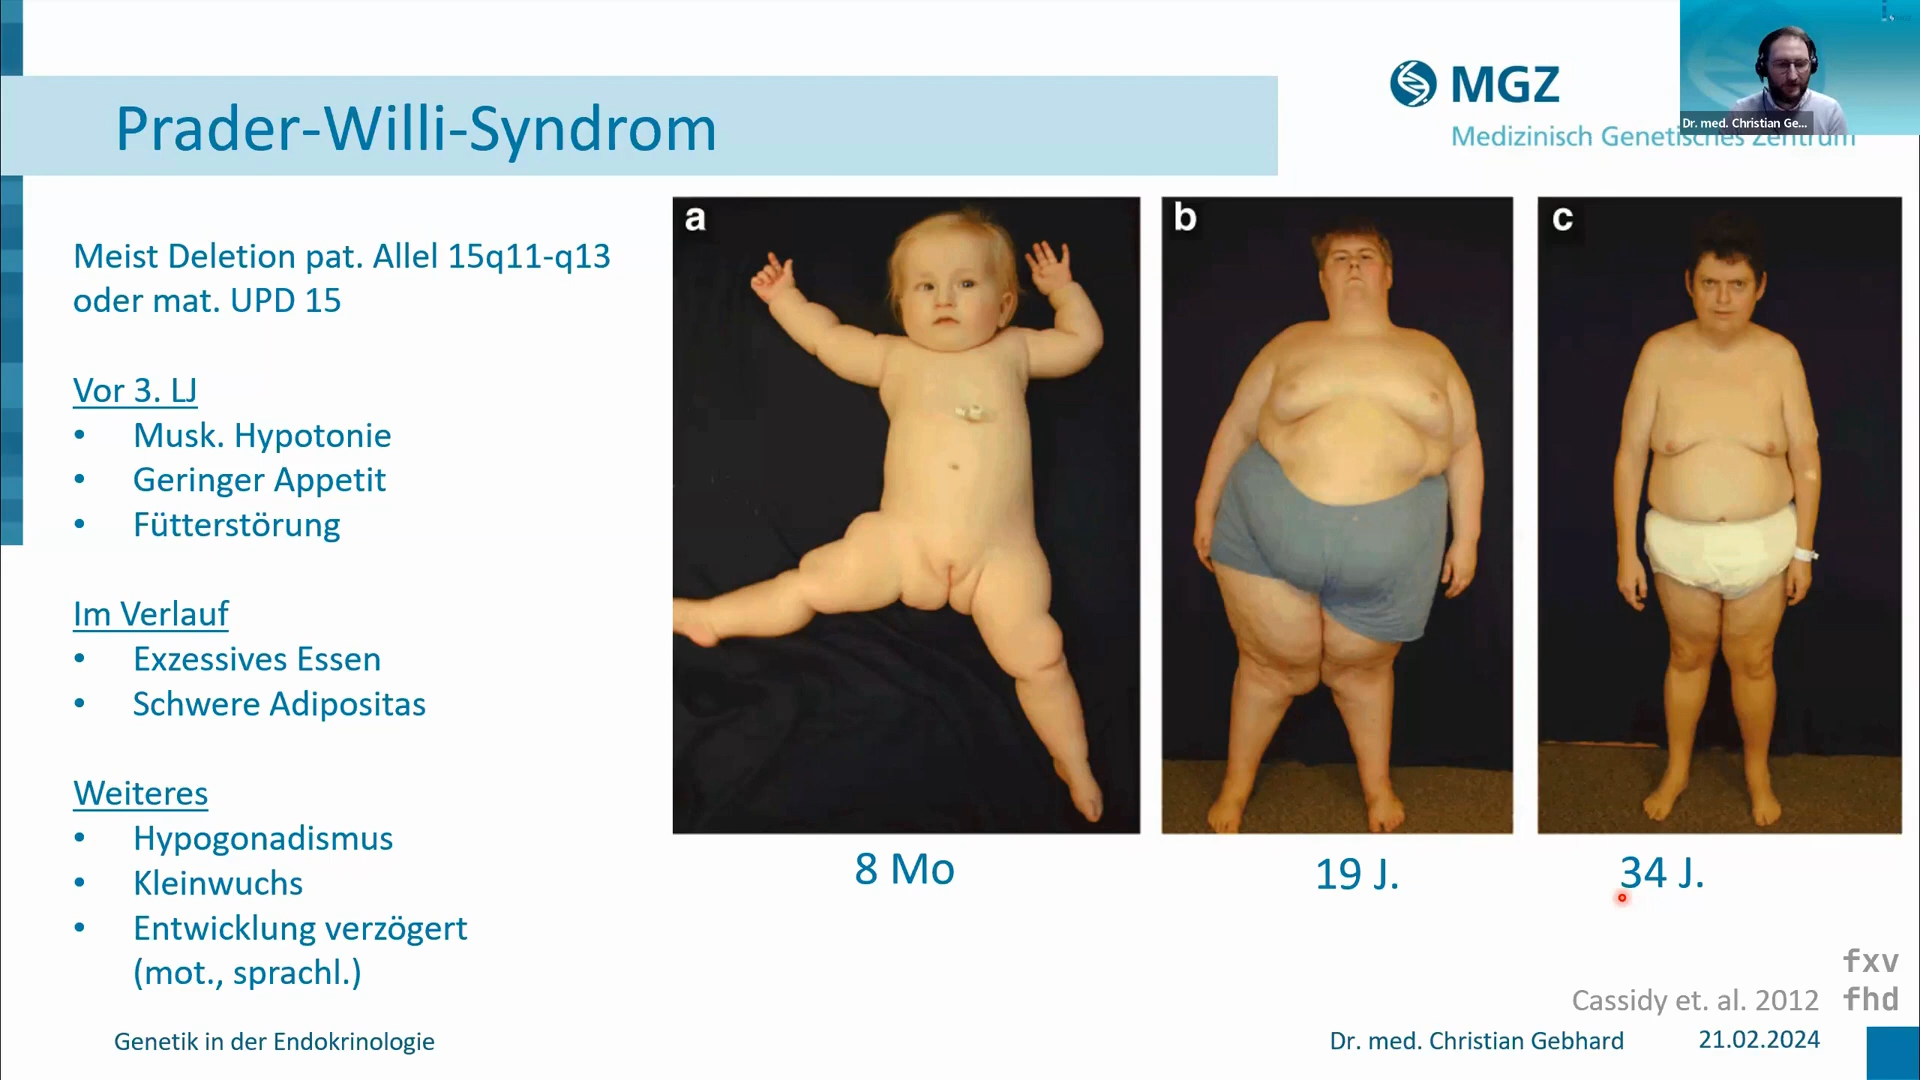 Prader-Willi-Syndrom
MGZ
Medizinisch Genetisches Zentrum
Dr. med. Christian Ge...
Meist Deletion pat. Allel 15q11-q13
oder mat. UPD 15
Vor 3. LJ
• Musk. Hypotonie
• Geringer Appetit
• Fütterstörung
Im Verlauf
• Exzessives Essen
• Schwere Adipositas
Weiteres
• Hypogonadismus
• Kleinwuchs
• Entwicklung verzögert
(mot., sprachl.)
a
b
c
8 Mo
19 J.
34 J.
fxv
fhd
Cassidy et. al. 2012
Genetik in der Endokrinologie
Dr. med. Christian Gebhard
21.02.2024